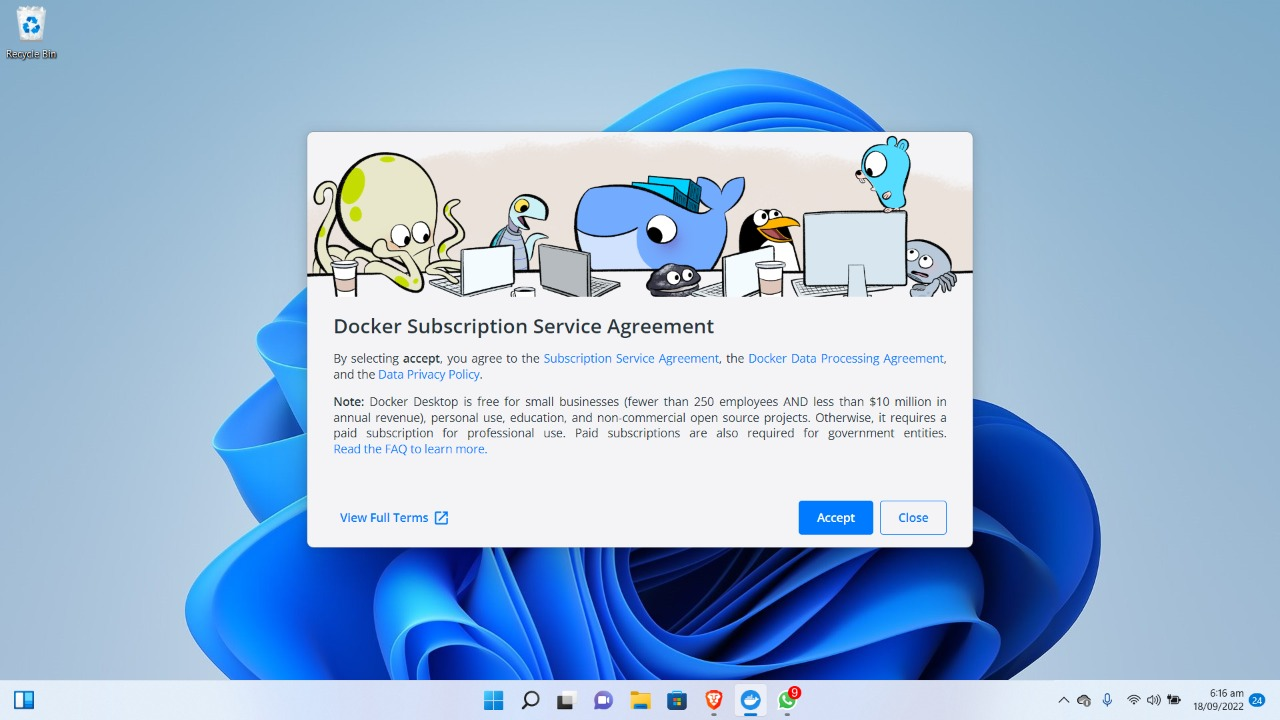 Recycle Bin
Docker Subscription Service Agreement
By selecting accept, you agree to the Subscription Service Agreement, the Docker Data Processing Agreement,
and the Data Privacy Policy.
Note: Docker Desktop is free for small businesses (fewer than 250 employees AND less than $10 million in
annual revenue), personal use, education, and non-commercial open source projects. Otherwise, it requires a
paid subscription for professional use. Paid subscriptions are also required for government entities.
Read the FAQ to learn more.
View Full Terms
Accept
Close
9
6:16 am
18/09/2022
24